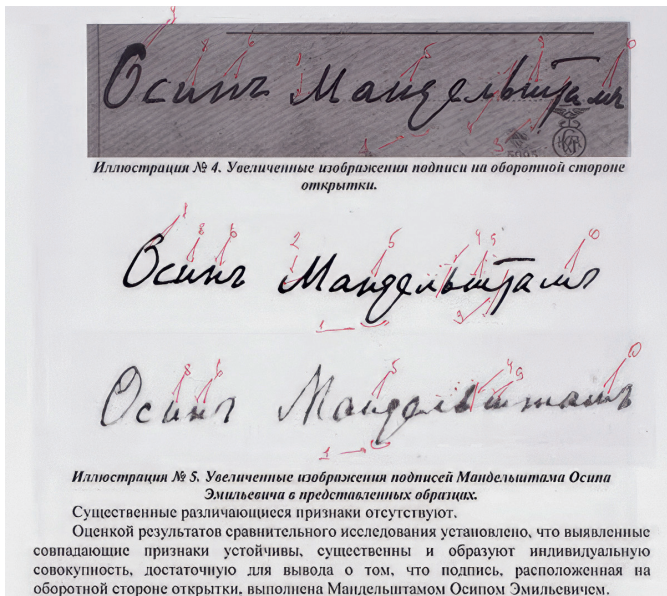 Осипъ Мандельштамъ
Иллюстрация № 4. Увеличенные изображения подписи на оборотной стороне
открытки.
Осипъ Мандельштамъ
Осипъ Мандельштамъ
Иллюстрация № 5. Увеличенные изображения подписей Мандельштама Осипа
Эмильевича в представленных образцах.
Существенные различающиеся признаки отсутствуют.
Оценкой результатов сравнительного исследования установлено, что выявленные
совпадающие признаки устойчивы, существенны и образуют индивидуальную
совокупность, достаточную для вывода о том, что подпись, расположенная на
оборотной стороне открытки, выполнена Мандельштамом Осипом Эмильевичем.